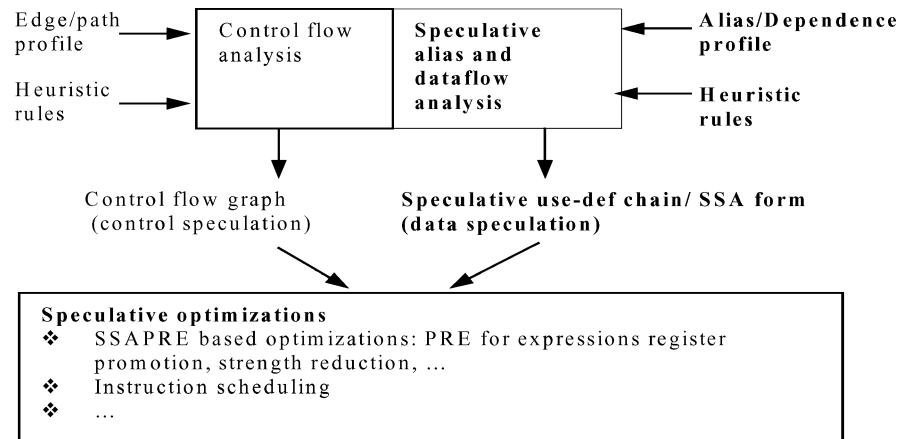 Edge/path
profile
Heuristic
rules
Control flow
analysis
Speculative
alias and
dataflow
analysis
Alias/Dependence
profile
Heuristic
rules
Control flow graph
(control speculation)
Speculative use-def chain/ SSA form
(data speculation)
Speculative optimizations
❖ SSAPRE based optimizations: PRE for expressions register
promotion, strength reduction, ...
❖ Instruction scheduling
❖ ...